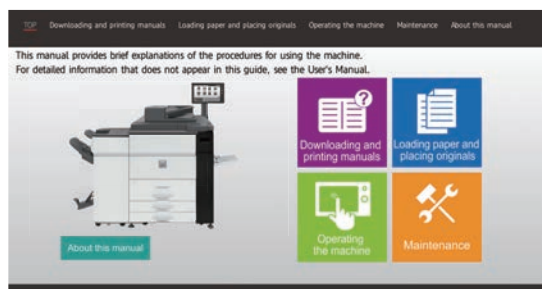 TOP Downloading and printing manuals Loading paper and placing originals Operating the machine Maintenance About this manual
This manual provides brief explanations of the procedures for using the machine.
For detailed information that does not appear in this guide, see the User's Manual.
Downloading and
printing manuals
Loading paper and
placing originals
About this manual
Operating
the machine
Maintenance